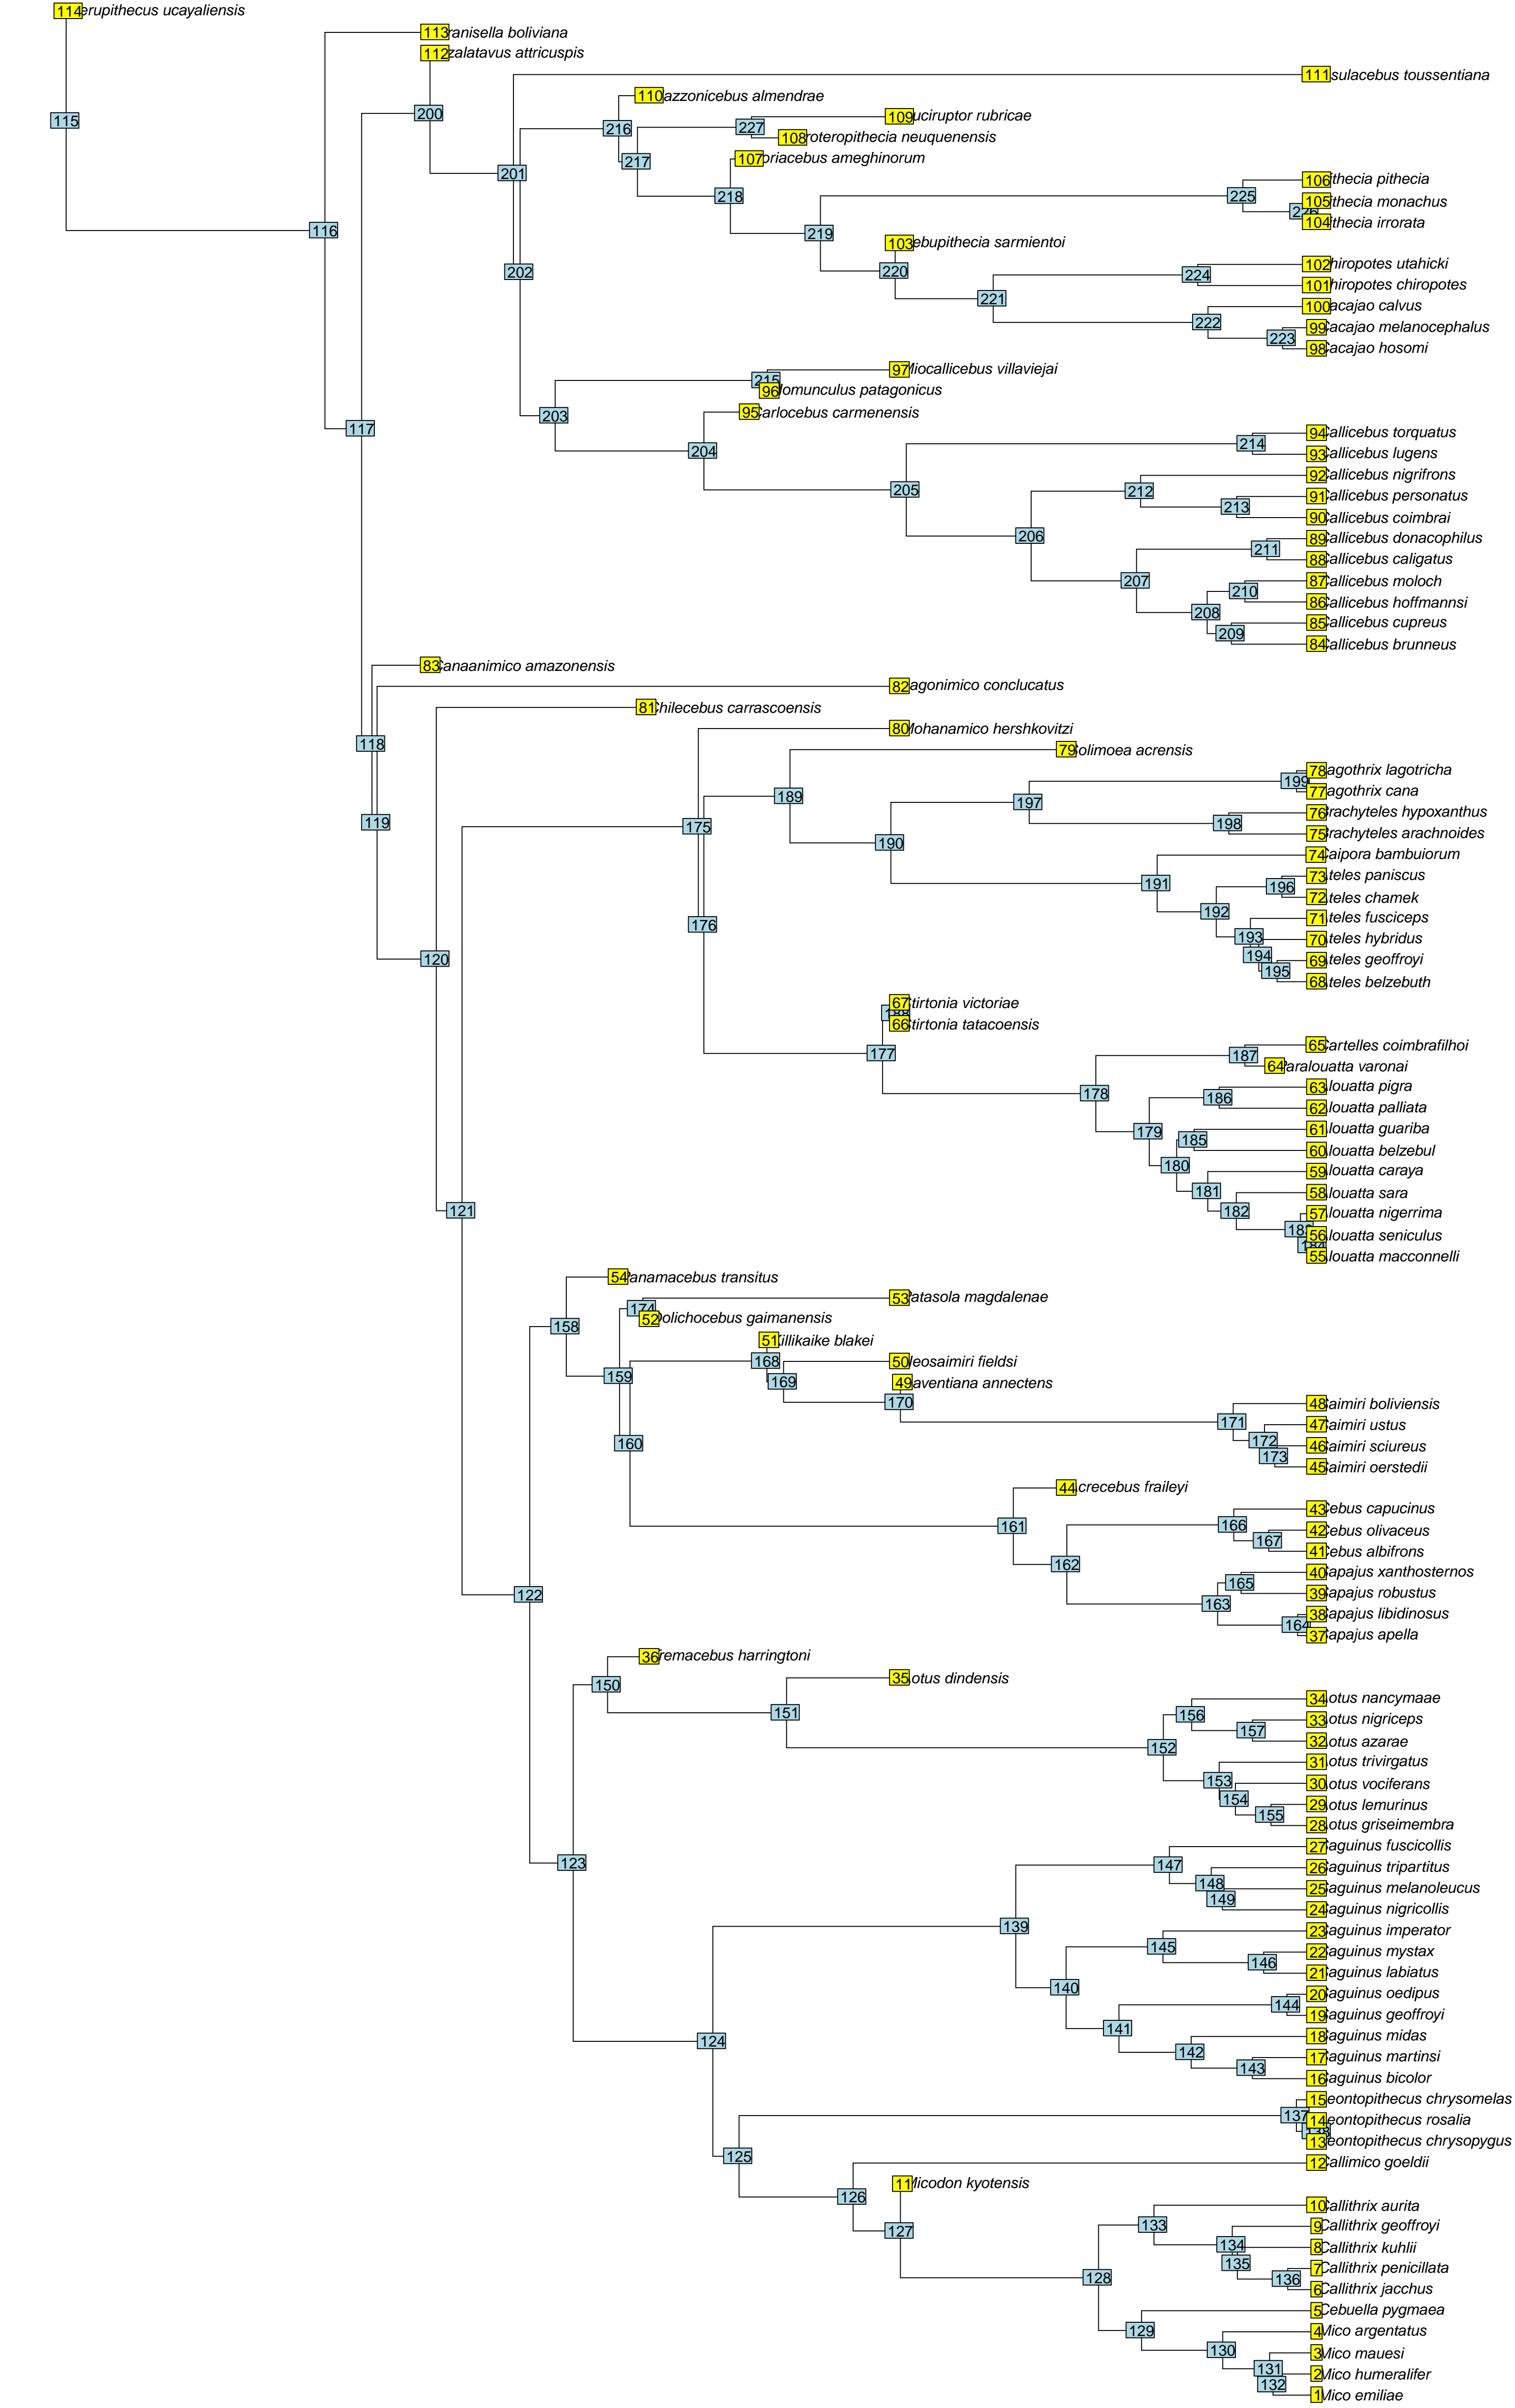 114 erupithecus ucayaliensis
113 ranisella boliviana
112 zalatavus attricuspis
111 sulacebus toussentiana
110 azzonicebus almendrae
200
109 uciruptor rubricae
115
227
216
108 roteropithecia neuquenensis
107 oriacebus ameghinorum
217
201
106 ithecia pithecia
218
225
105 ithecia monachus
226
104 ithecia irrorata
116
219
103 ebupithecia sarmientoi
102 hiropotes utahicki
220
202
224
101 hiropotes chiropotes
221
100 acajao calvus
222
99 acajao melanocephalus
223
98 acajao hosomi
97 iocallicebus villaviejai
215
96 omunculus patagonicus
95 arlocebus carmenensis
203
117
94 allicebus torquatus
214
204
93 allicebus lugens
92 allicebus nigrifrons
205
212
91 allicebus personatus
213
90 allicebus coimbrai
206
89 allicebus donacophilus
211
88 allicebus caligatus
207
87 allicebus moloch
210
86 allicebus hoffmannsi
208
85 allicebus cupreus
209
84 allicebus brunneus
83 anaanimico amazonensis
82 agonimico conclucatus
81 hilecebus carrascoensis
80 ohanamico hershkovitzi
118
79 olimoea acrensis
78 agothrix lagotricha
199
77 agothrix cana
189
197
76 rachyteles hypoxanthus
119
198
175
75 rachyteles arachnoides
190
74 aipora bambuiorum
73 teles paniscus
191
196
72 teles chamek
192
71 teles fusciceps
176
193
70 teles hybridus
194
120
69 teles geoffroyi
195
68 teles belzebuth
67 tirtonia victoriae
188
66 tirtonia tatacoensis
65 artelles coimbrafilhoi
177
187
64 aralouatta varonai
63 louatta pigra
178
186
62 louatta palliata
61 louatta guariba
179
185
60 louatta belzebul
180
59 louatta caraya
181
58 louatta sara
121
182
57 louatta nigerrima
183
56 louatta seniculus
184
55 louatta macconnelli
54 anamacebus transitus
53 atasola magdalenae
174
52 olichocebus gaimanensis
158
51 illikaike blakei
168
50 eosaimiri fieldsi
159
169
49 aventiana annectens
170
48 aimiri boliviensis
171
47 aimiri ustus
172
160
46 aimiri sciureus
173
45 aimiri oerstedii
44 crecebus fraileyi
43 ebus capucinus
166
161
42 ebus olivaceus
167
41 ebus albifrons
162
40 apajus xanthosternos
165
122
39 apajus robustus
163
38 apajus libidinosus
164
37 apajus apella
36 remacebus harringtoni
35 otus dindensis
150
34 otus nancymaae
151
156
33 otus nigriceps
157
32 otus azarae
152
31 otus trivirgatus
153
30 otus vociferans
154
29 otus lemurinus
155
28 otus griseimembra
27 aguinus fuscicollis
123
147
26 aguinus tripartitus
148
25 aguinus melanoleucus
149
24 aguinus nigricollis
139
23 aguinus imperator
145
22 aguinus mystax
146
21 aguinus labiatus
140
20 aguinus oedipus
144
19 aguinus geoffroyi
141
18 aguinus midas
124
142
17 aguinus martinsi
143
16 aguinus bicolor
15 eontopithecus chrysomelas
137
14 eontopithecus rosalia
138
13 eontopithecus chrysopygus
125
12 allimico goeldii
11 icodon kyotensis
126
10 allithrix aurita
133
9 Callithrix geoffroyi
127
134
8 Callithrix kuhlii
135
7 Callithrix penicillata
128
136
6 Callithrix jacchus
5 Cebuella pygmaea
129
4 Mico argentatus
130
3 Mico mauesi
131
2 Mico humeralifer
132
1 Mico emiliae